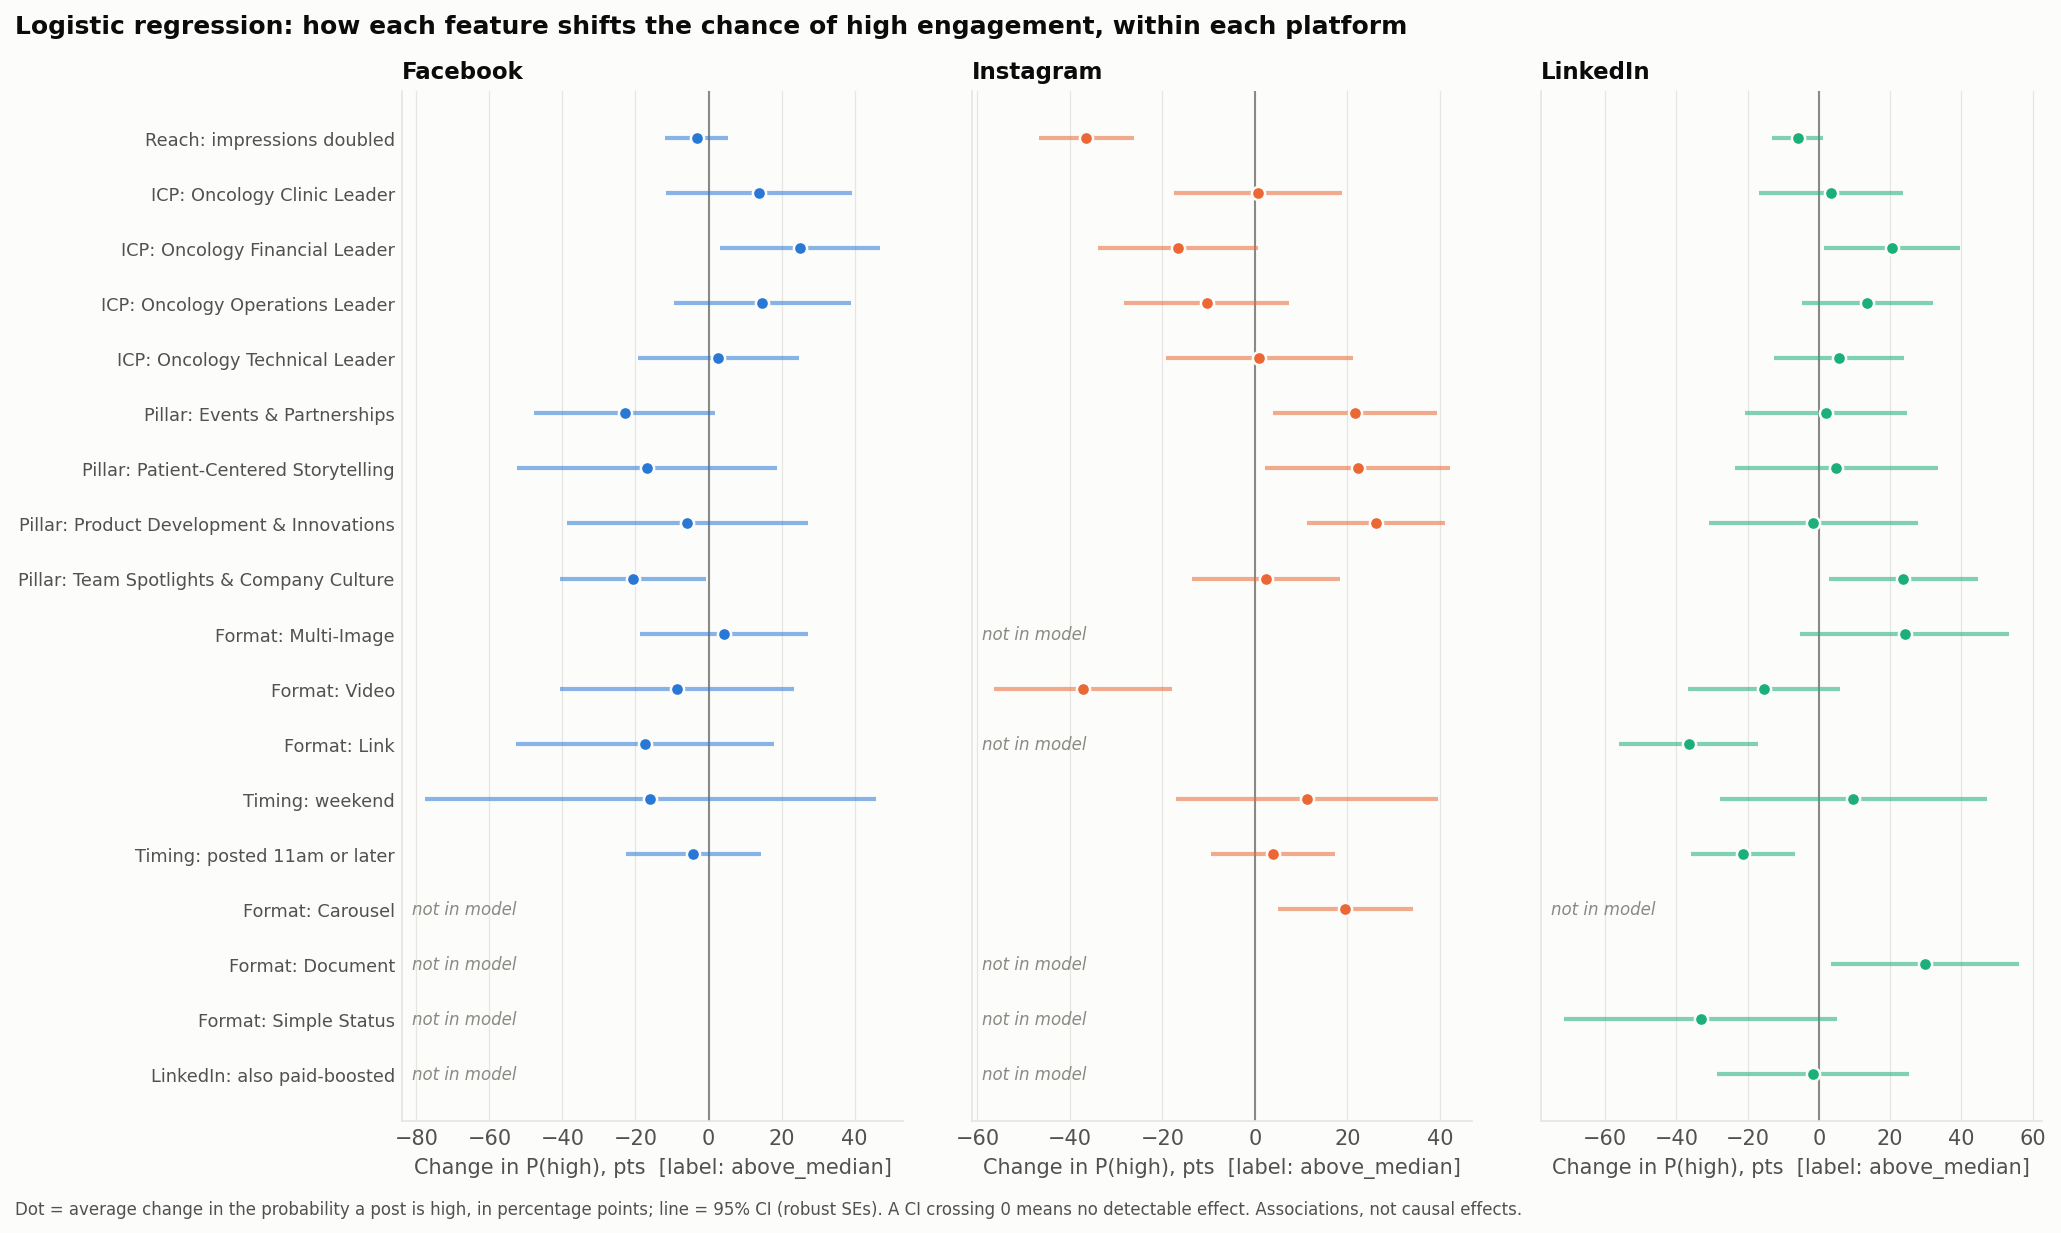 Logistic regression: how each feature shifts the chance of high engagement, within each platform
Facebook
Instagram
LinkedIn
Reach: impressions doubled
ICP: Oncology Clinic Leader
ICP: Oncology Financial Leader
ICP: Oncology Operations Leader
ICP: Oncology Technical Leader
Pillar: Events & Partnerships
Pillar: Patient-Centered Storytelling
Pillar: Product Development & Innovations
Pillar: Team Spotlights & Company Culture
Format: Multi-Image
not in model
Format: Video
Format: Link
not in model
Timing: weekend
Timing: posted 11am or later
Format: Carousel
not in model
not in model
Format: Document
not in model
not in model
Format: Simple Status
not in model
not in model
LinkedIn: also paid-boosted
not in model
not in model
−80 −60 −40 −20 0 20 40
−60 −40 −20 0 20 40
−60 −40 −20 0 20 40 60
Change in P(high), pts [label: above_median]
Change in P(high), pts [label: above_median]
Change in P(high), pts [label: above_median]
Dot = average change in the probability a post is high, in percentage points; line = 95% CI (robust SEs). A CI crossing 0 means no detectable effect. Associations, not causal effects.